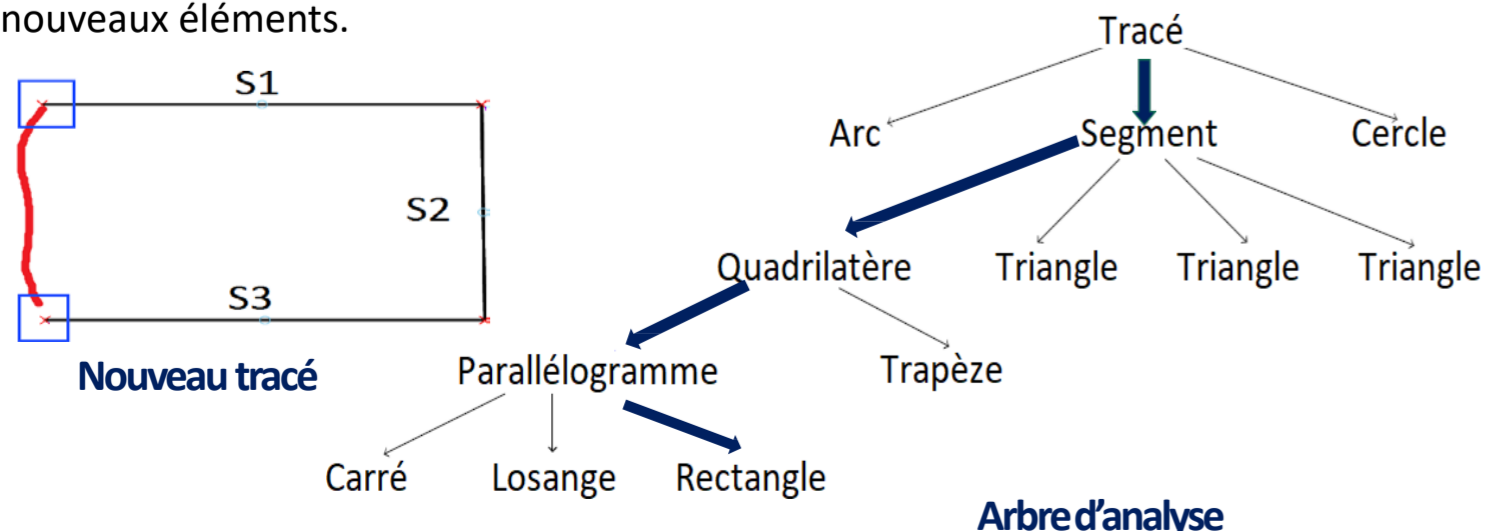 nouveaux éléments.
S1
S2
S3
Nouveau tracé
Tracé
Arc Segment Cercle
Quadrilatère Triangle Triangle Triangle
Parallélogramme Trapèze
Carré Losange Rectangle
Arbre d'analyse